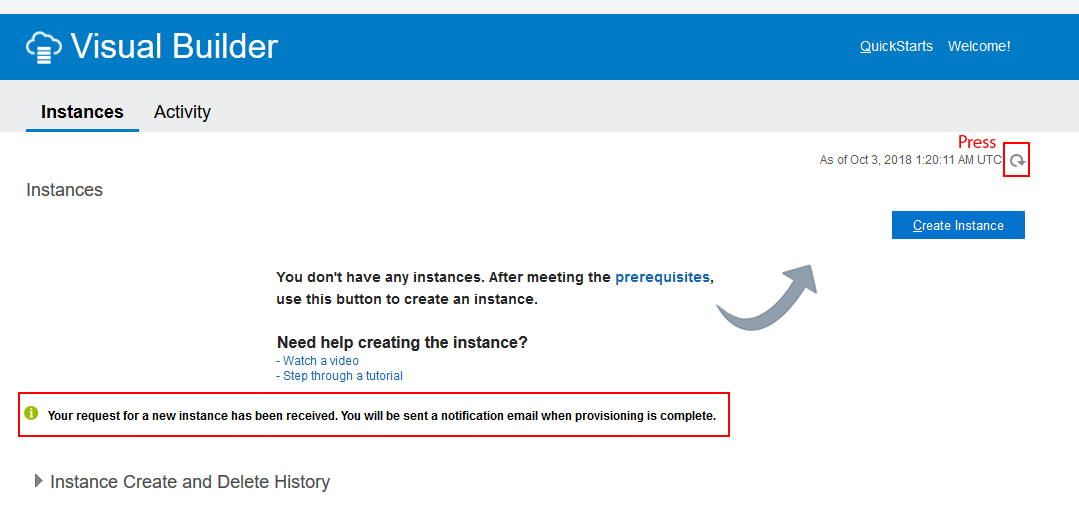 Visual Builder
QuickStarts Welcome!
Instances Activity
Press
As of Oct 3, 2018 1:20:11 AM UTC
Instances
Create Instance
You don't have any instances. After meeting the prerequisites,
use this button to create an instance.
Need help creating the instance?
- Watch a video
- Step through a tutorial
Your request for a new instance has been received. You will be sent a notification email when provisioning is complete.
Instance Create and Delete History